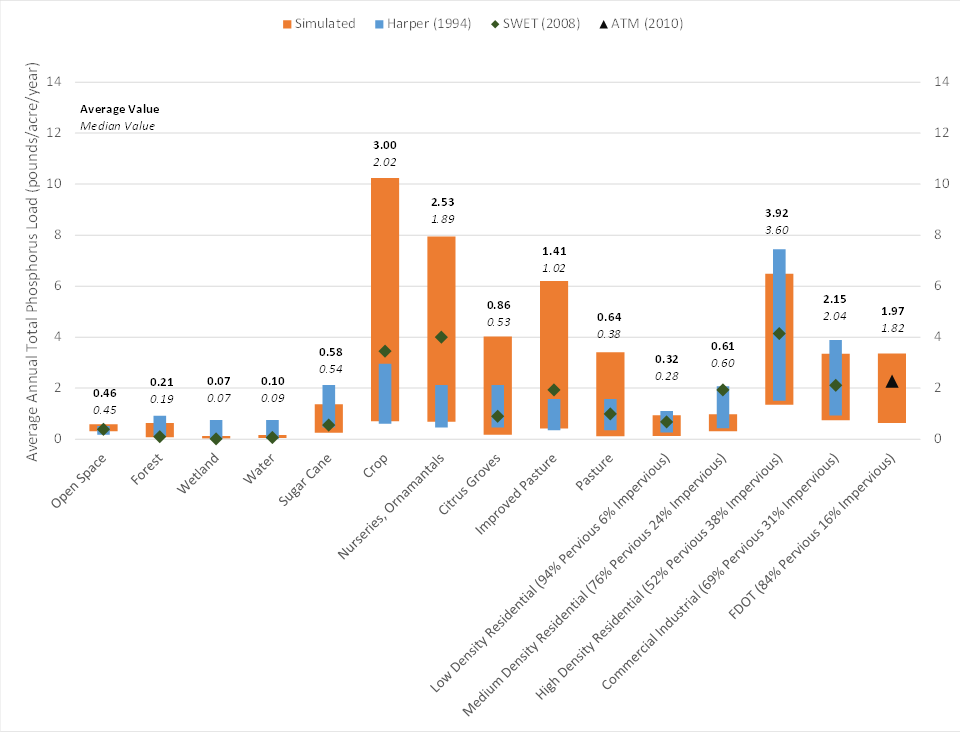 Simulated Harper (1994) SWET (2008) ATM (2010)
Average Annual Total Phosphorus Load (pounds/acre/year)
14 14
12 12
10 10
8 8
6 6
4 4
2 2
0 0
Average Value
Median Value
0.46
0.45
0.21
0.19
0.07
0.07
0.10
0.09
0.58
0.54
3.00
2.02
2.53
1.89
0.86
0.53
1.41
1.02
0.64
0.38
0.32
0.28
0.61
0.60
3.92
3.60
2.15
2.04
1.97
1.82
Open Space
Forest
Wetland
Water
Sugar Cane
Crop
Nurseries, Ornamantals
Citrus Groves
Improved Pasture
Pasture
Low Density Residential (94% Pervious 6% Impervious)
Medium Density Residential (76% Pervious 24% Impervious)
High Density Residential (52% Pervious 38% Impervious)
Commercial Industrial (69% Pervious 31% Impervious)
FDOT (84% Pervious 16% Impervious)